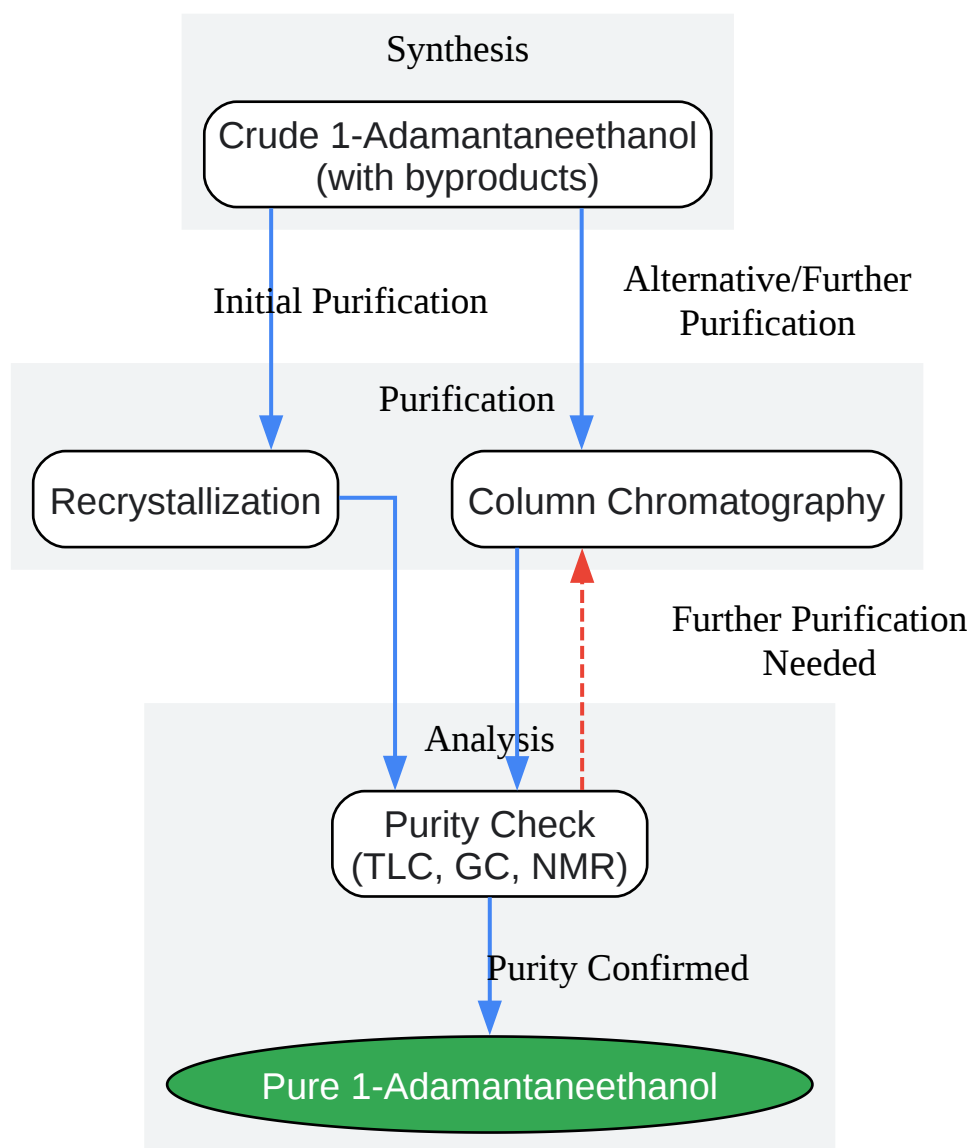 Synthesis
Crude 1-Adamantaneethanol
(with byproducts)
Initial Purification
Alternative/Further
Purification
Purification
Recrystallization
Column Chromatography
Further Purification
Needed
Analysis
Purity Check
(TLC, GC, NMR)
Purity Confirmed
Pure 1-Adamantaneethanol